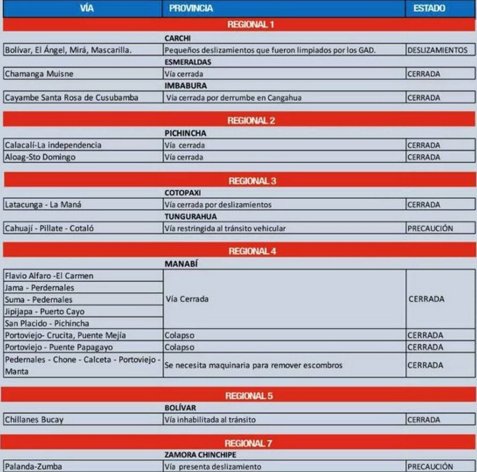 VÍA PROVINCIA ESTADO
REGIONAL 1
CARCHI
Bolívar, El Ángel, Mirá, Mascarilla. Pequeños deslizamientos que fueron limpiados por los GAD. DESLIZAMIENTOS
ESMERALDAS
Chamanga Muisne Vía cerrada CERRADA
IMBABURA
Cayambe Santa Rosa de Cusubamba Vía cerrada por derrumbe en Cangahua CERRADA
REGIONAL 2
PICHINCHA
Calacalí-La independencia Vía cerrada CERRADA
Aloag-Sto Domingo Vía cerrada CERRADA
REGIONAL 3
COTOPAXI
Latacunga - La Maná Vía cerrada por deslizamientos CERRADA
TUNGURAHUA
Cahuají - Pillate - Cotaló Vía restringida al tránsito vehicular PRECAUCIÓN
REGIONAL 4
MANABÍ
Flavio Alfaro -El Carmen
Jama - Perdernales
Suma - Pedernales Vía Cerrada CERRADA
Jipijapa - Puerto Cayo
San Placido - Pichincha
Portoviejo- Crucita, Puente Mejía Colapso CERRADA
Portoviejo - Puente Papagayo Colapso CERRADA
Pedernales - Chone - Calceta - Portoviejo - Se necesita maquinaria para remover escombros CERRADA
Manta
REGIONAL 5
BOLÍVAR
Chillanes Bucay Vía inhabilitada al tránsito CERRADA
REGIONAL 7
ZAMORA CHINCHIPE
Palanda-Zumba Vía presenta deslizamiento PRECAUCIÓN